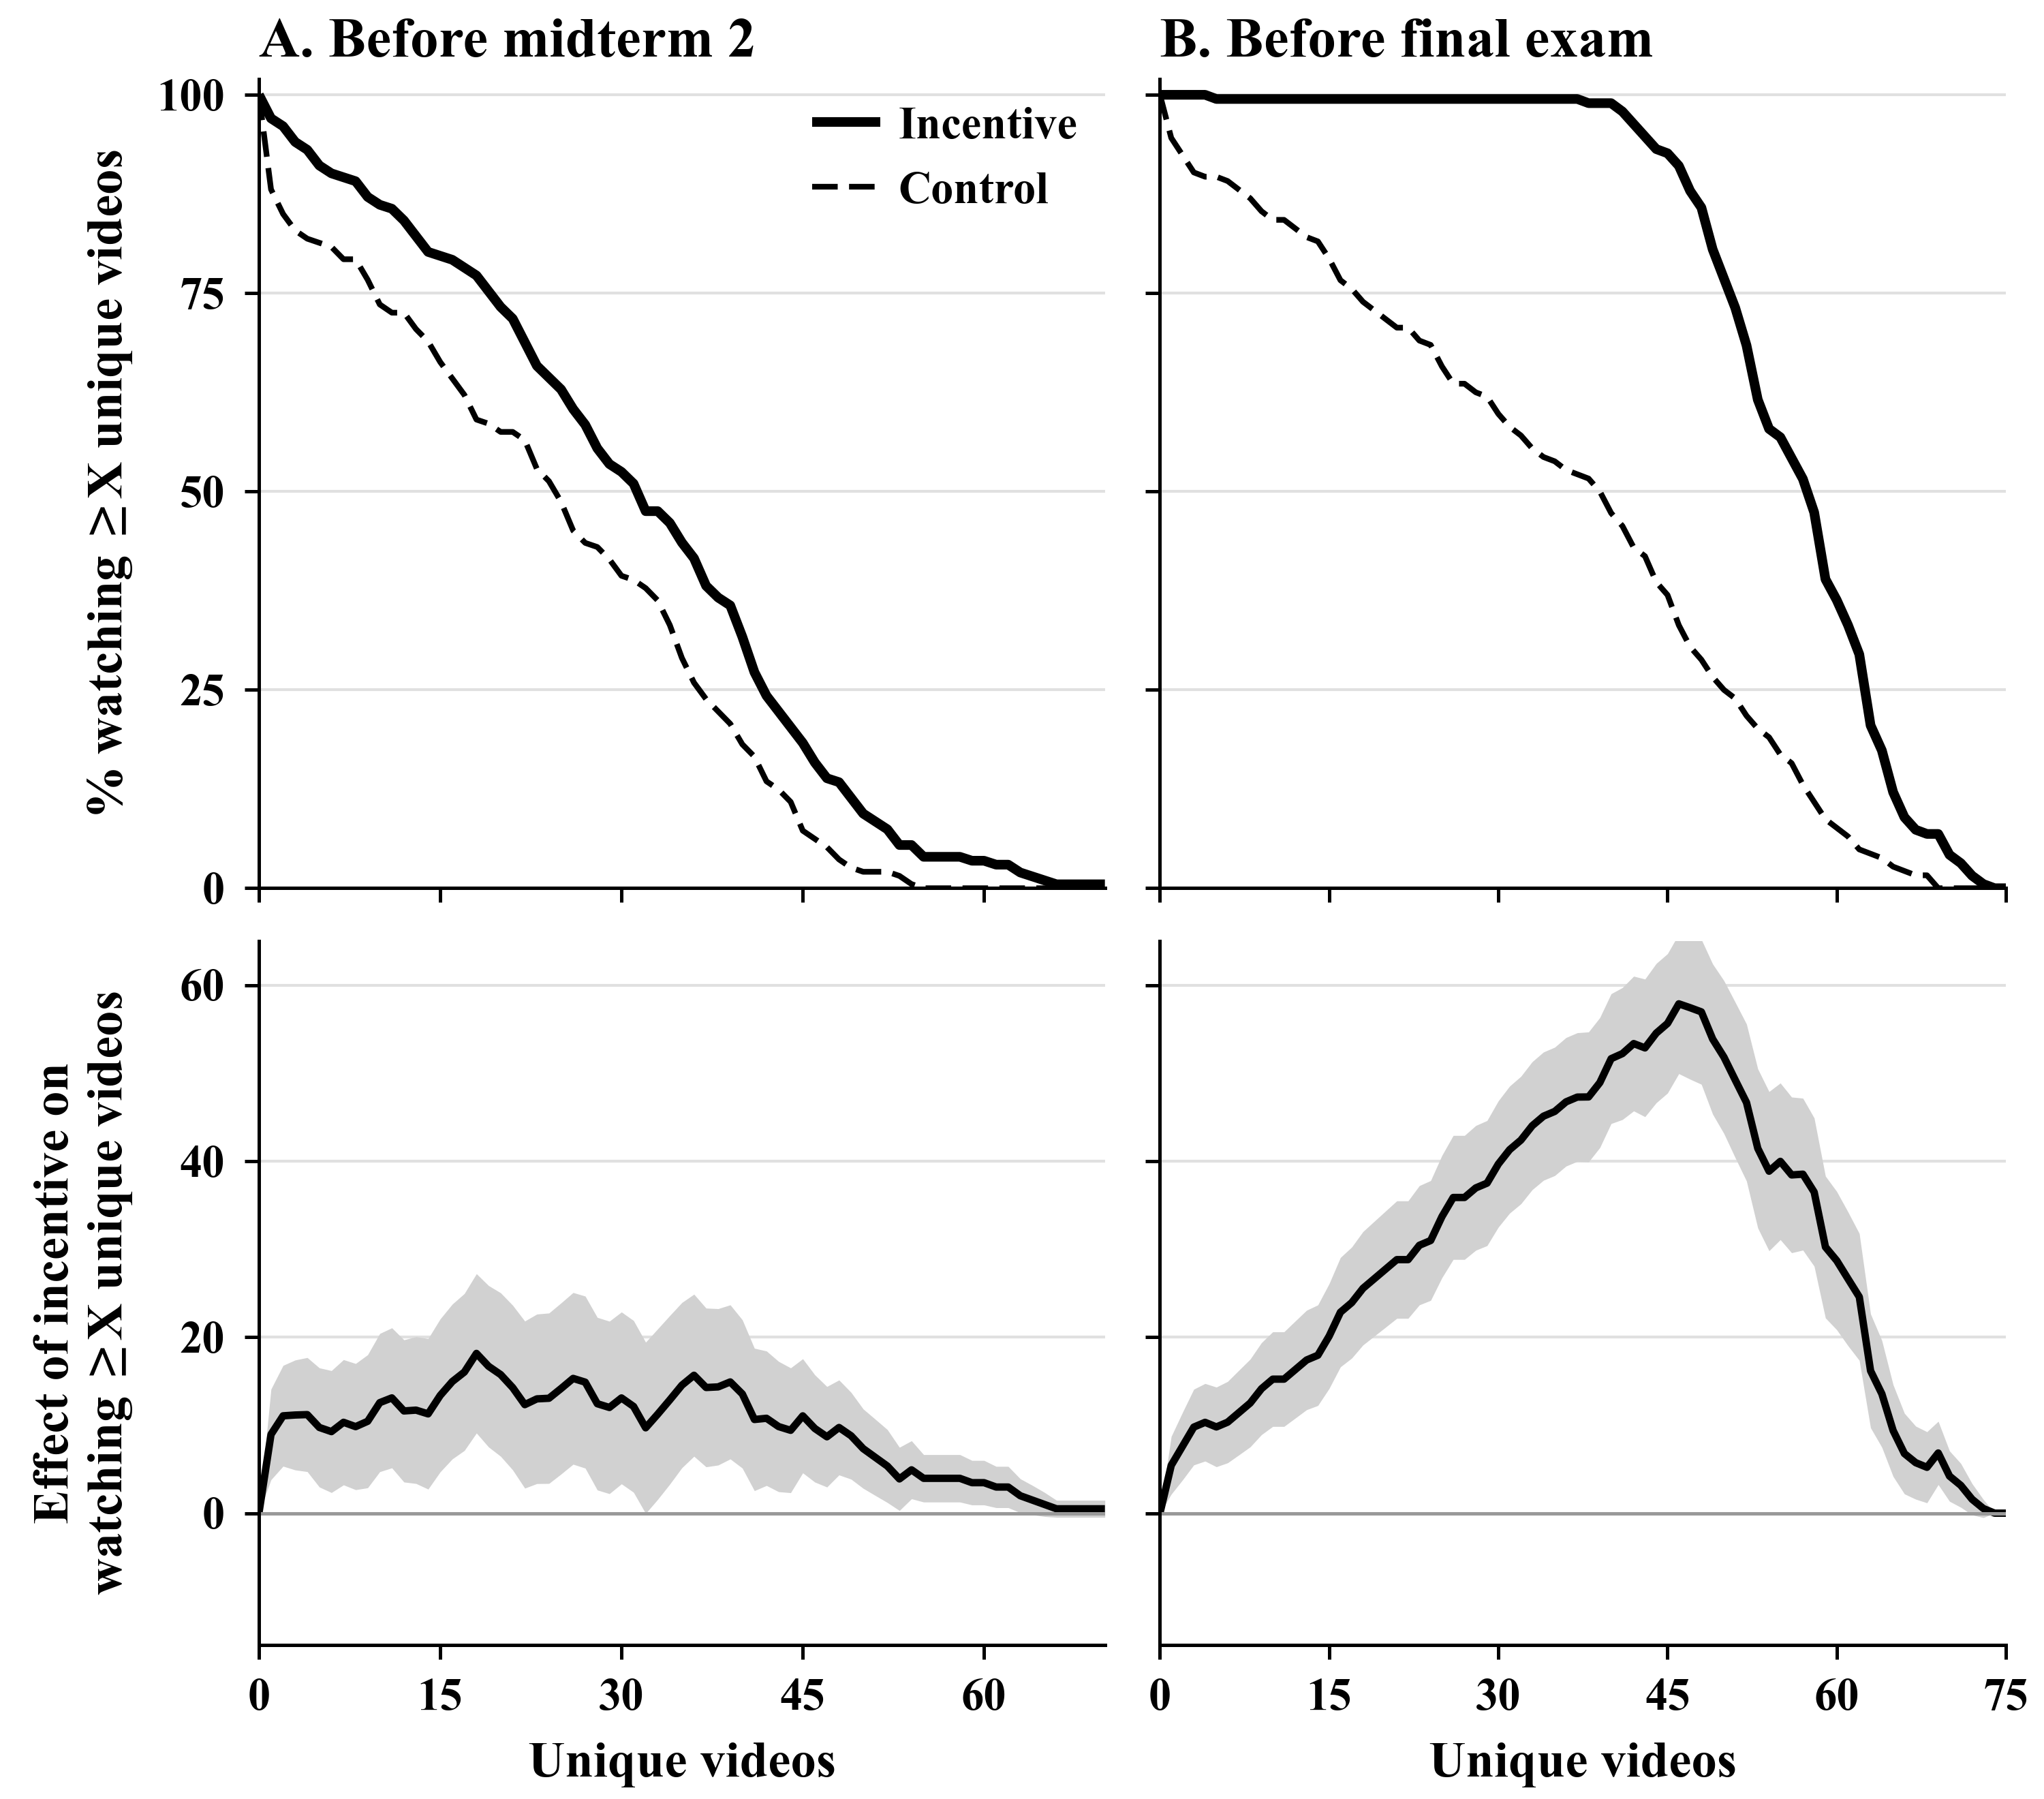 A. Before midterm 2
B. Before final exam
% watching ≥X unique videos
100
75
50
25
0
Incentive
Control
Effect of incentive on
watching ≥X unique videos
60
40
20
0
0 15 30 45 60
0 15 30 45 60 75
Unique videos
Unique videos